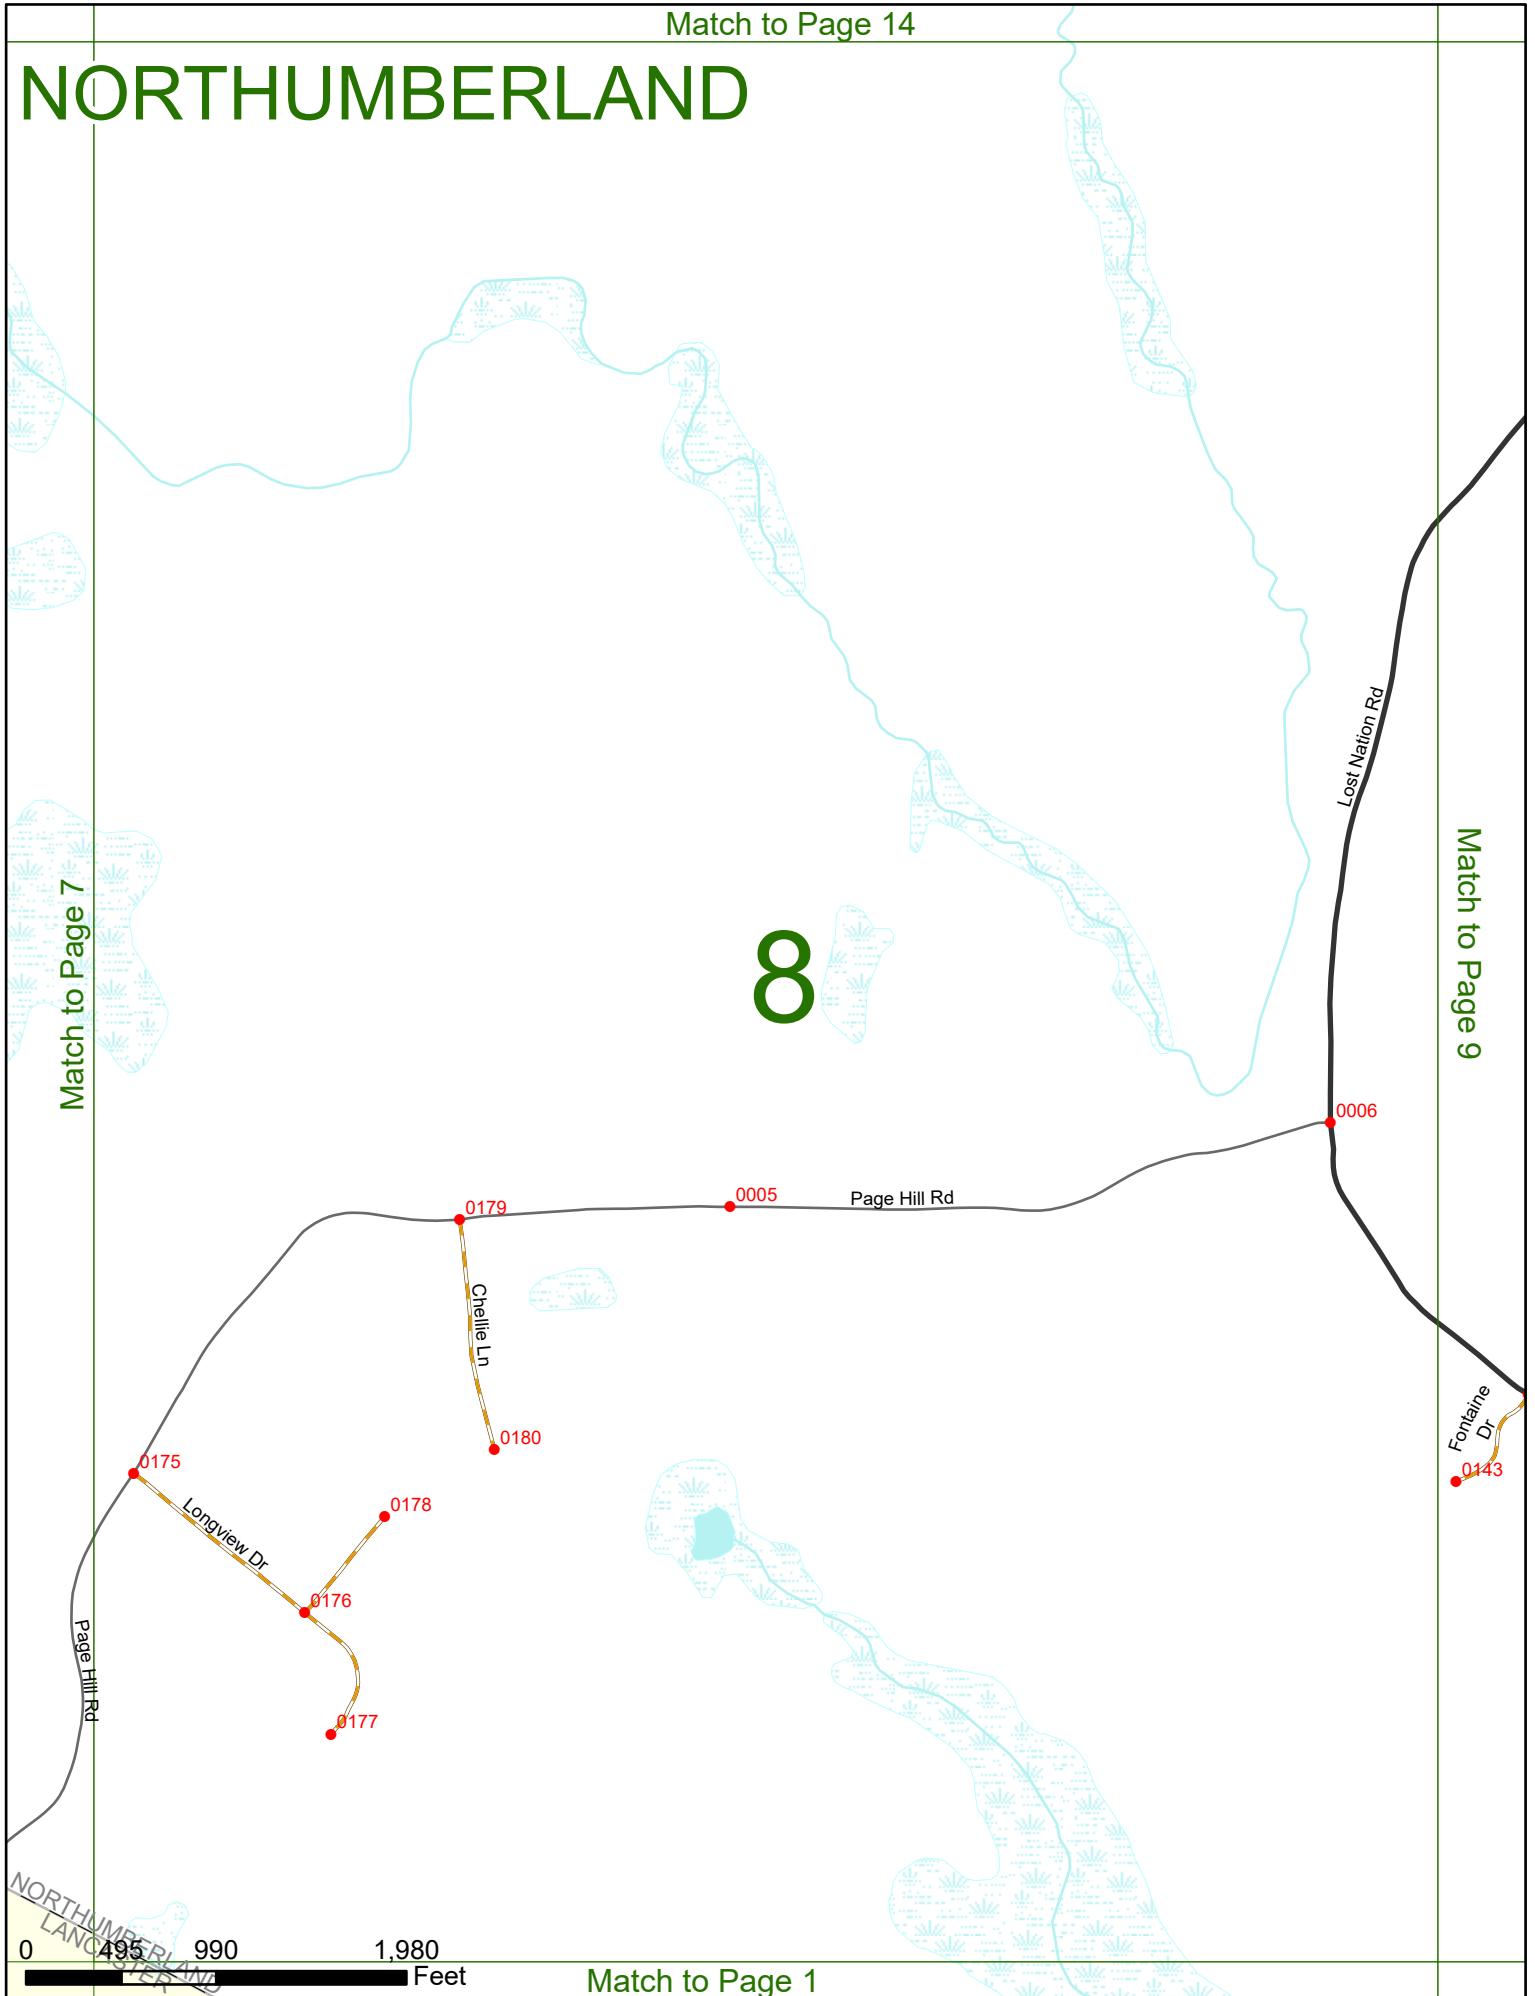 Match to Page 14
NORTHUMBERLAND
Lost Nation Rd
Match to Page 7
Match to Page 9
8
0006
0179
0005
Page Hill Rd
Chellie Ln
Fontaine
Dr
0180
0175
0143
0178
Longview Dr
0176
Page Hill Rd
0177
NORTHUMBERLAND
LANCASTER
0 495 990 1,980
Feet
Match to Page 1